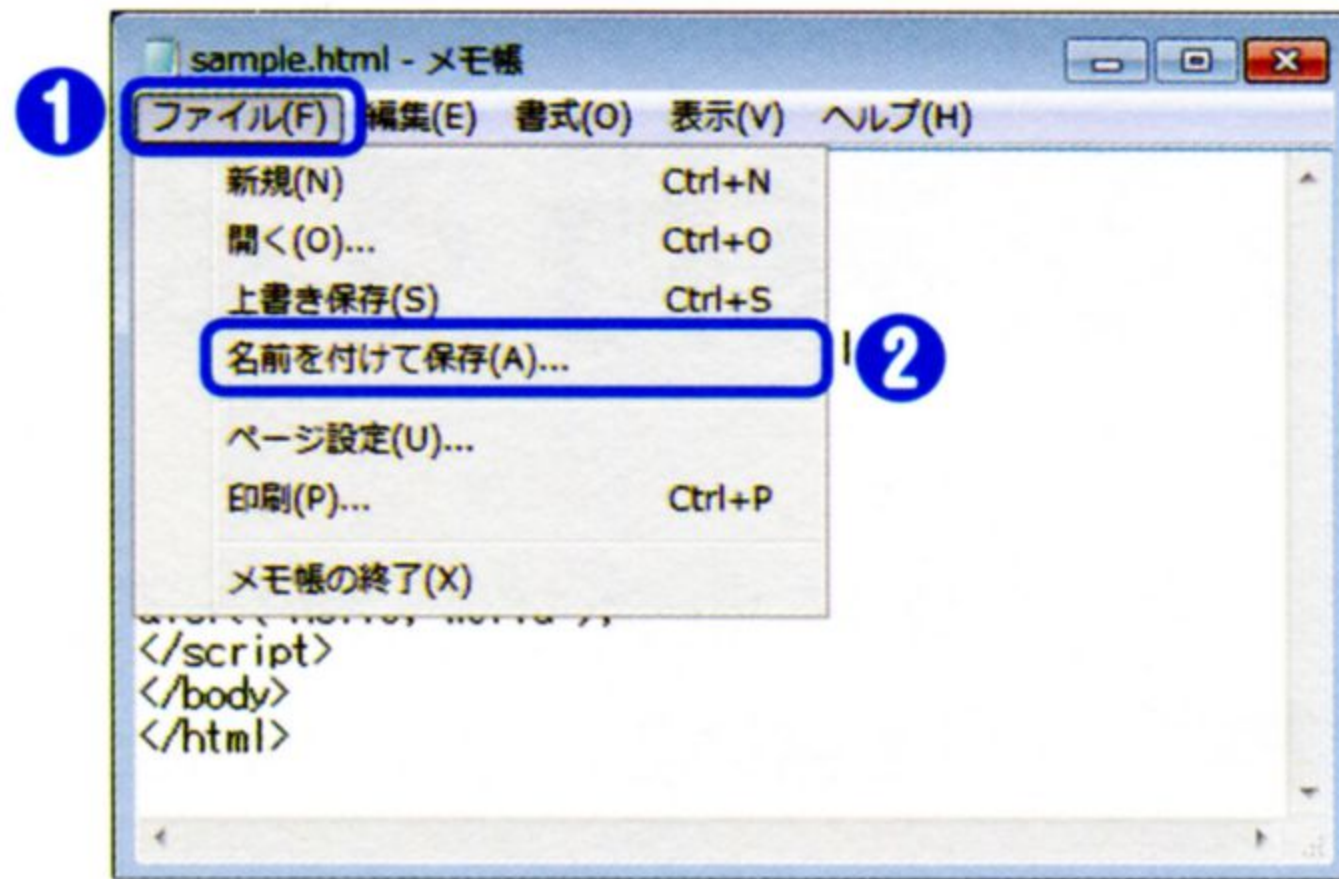 sample.html - メモ帳
1
ファイル(F) 編集(E) 書式(O) 表示(V) ヘルプ(H)
新規(N) Ctrl+N
開く(O)... Ctrl+O
上書き保存(S) Ctrl+S
名前を付けて保存(A)...
2
ページ設定(U)...
印刷(P)... Ctrl+P
メモ帳の終了(X)
</script>
</body>
</html>